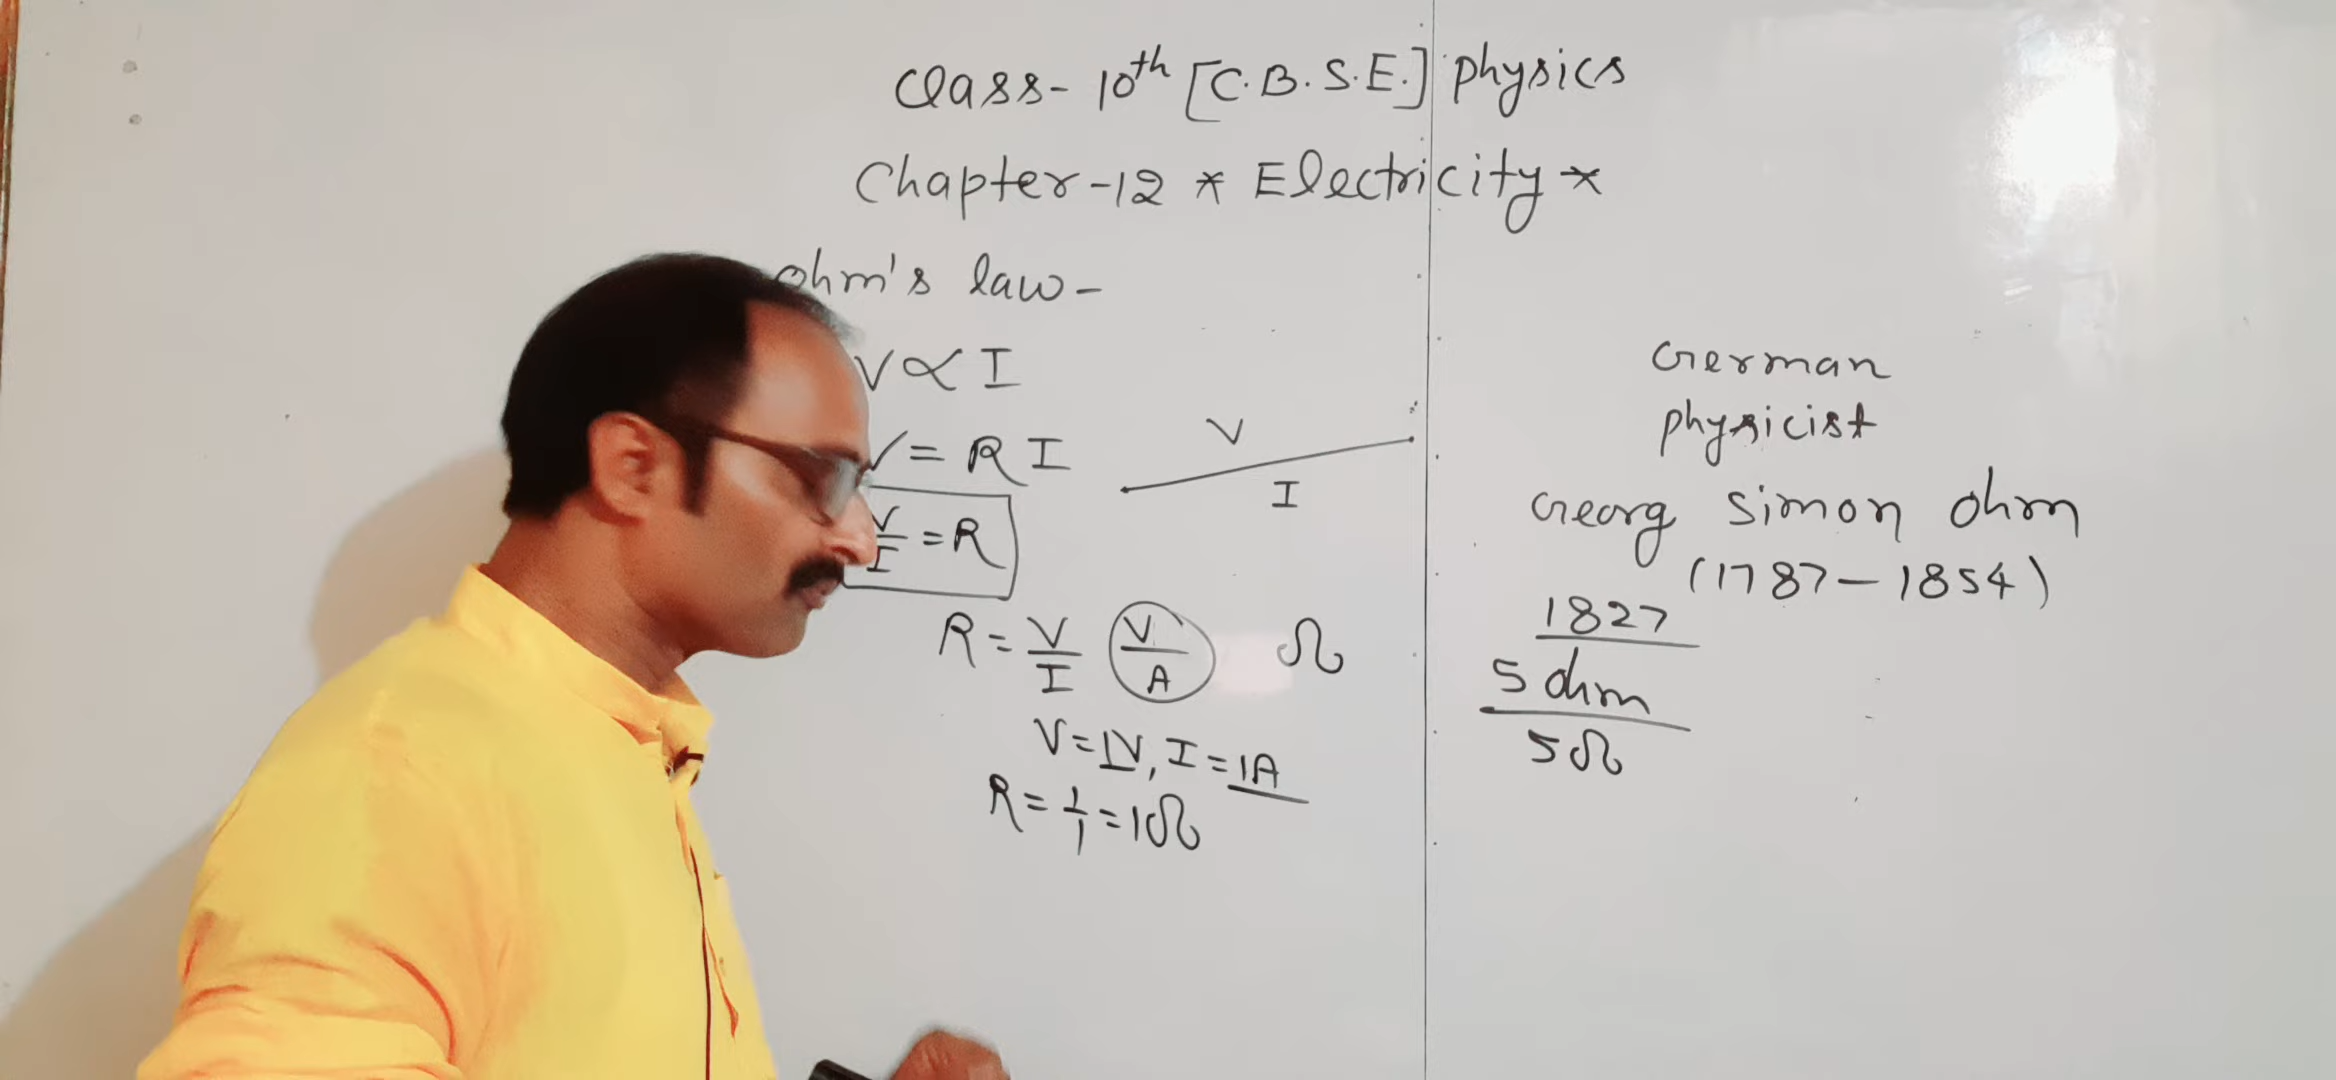 Class-10th [C.B.S.E.] physics
Chapter-12 * Electricity *
ohm's law-
V ∝ I
V = R I
V/I = R
V
I
R = V/I V/A Ω
V=1V, I=1A
R = 1/1 = 1Ω
German
physicist
Georg Simon ohm
(1787-1854)
1827
5 ohm
5Ω